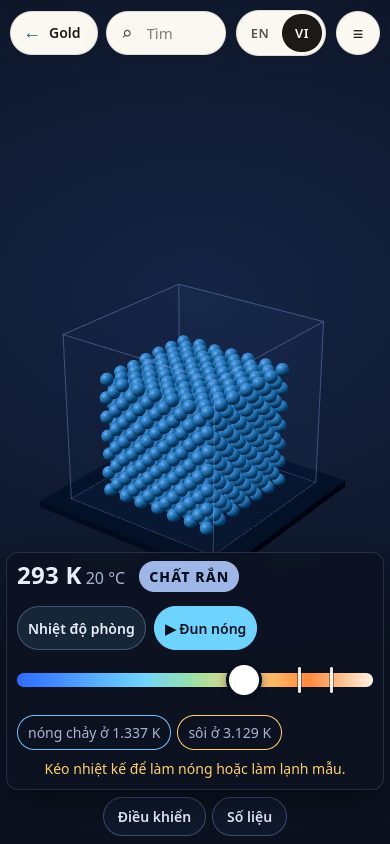 ← Gold
Tìm
EN VI
≡
293 K 20 °C CHẤT RẮN
Nhiệt độ phòng
▶ Đun nóng
nóng chảy ở 1.337 K
sôi ở 3.129 K
Kéo nhiệt kế để làm nóng hoặc làm lạnh mẫu.
Điều khiển
Số liệu